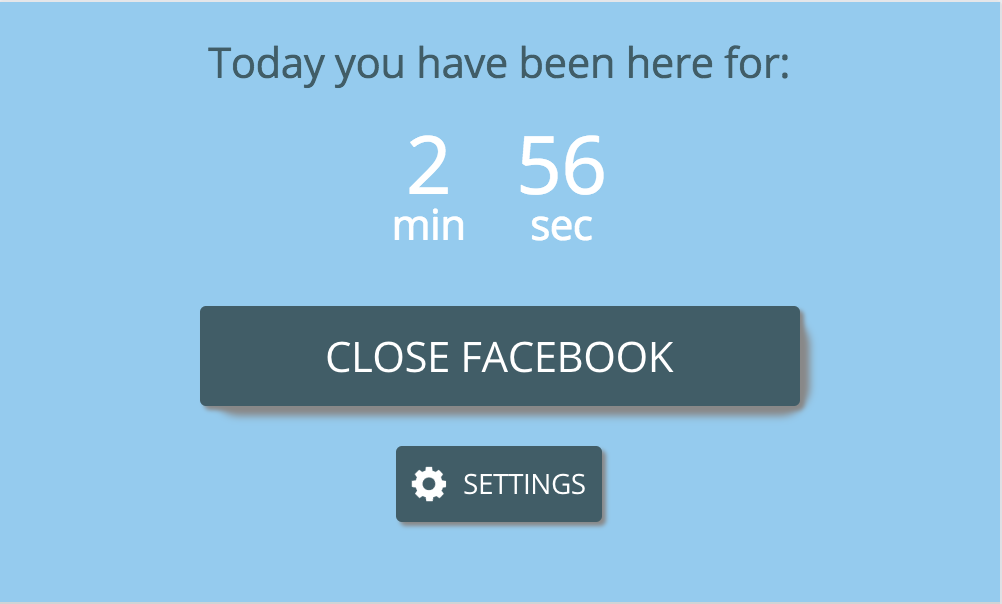 Today you have been here for:
2 56
min sec
CLOSE FACEBOOK
SETTINGS